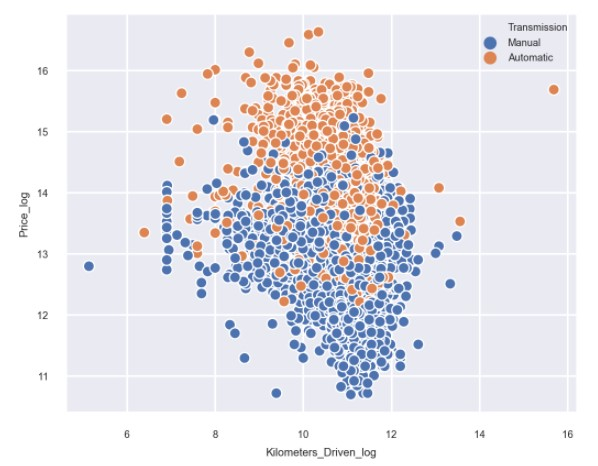 Transmission
Manual
Automatic
16
15
14
13
12
11
Price_log
6 8 10 12 14 16
Kilometers_Driven_log